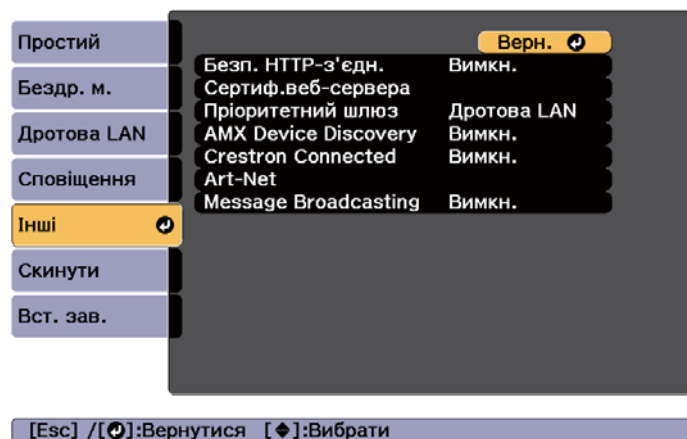 Простий
Бездр. м.
Дротова LAN
Сповіщення
Інші
Скинути
Вст. зав.
Верн.
Безп. HTTP-з'єдн. Вимкн.
Сертиф.веб-сервера
Пріоритетний шлюз Дротова LAN
AMX Device Discovery Вимкн.
Crestron Connected Вимкн.
Art-Net
Message Broadcasting Вимкн.
[Esc] /[]:Вернутися []:Вибрати